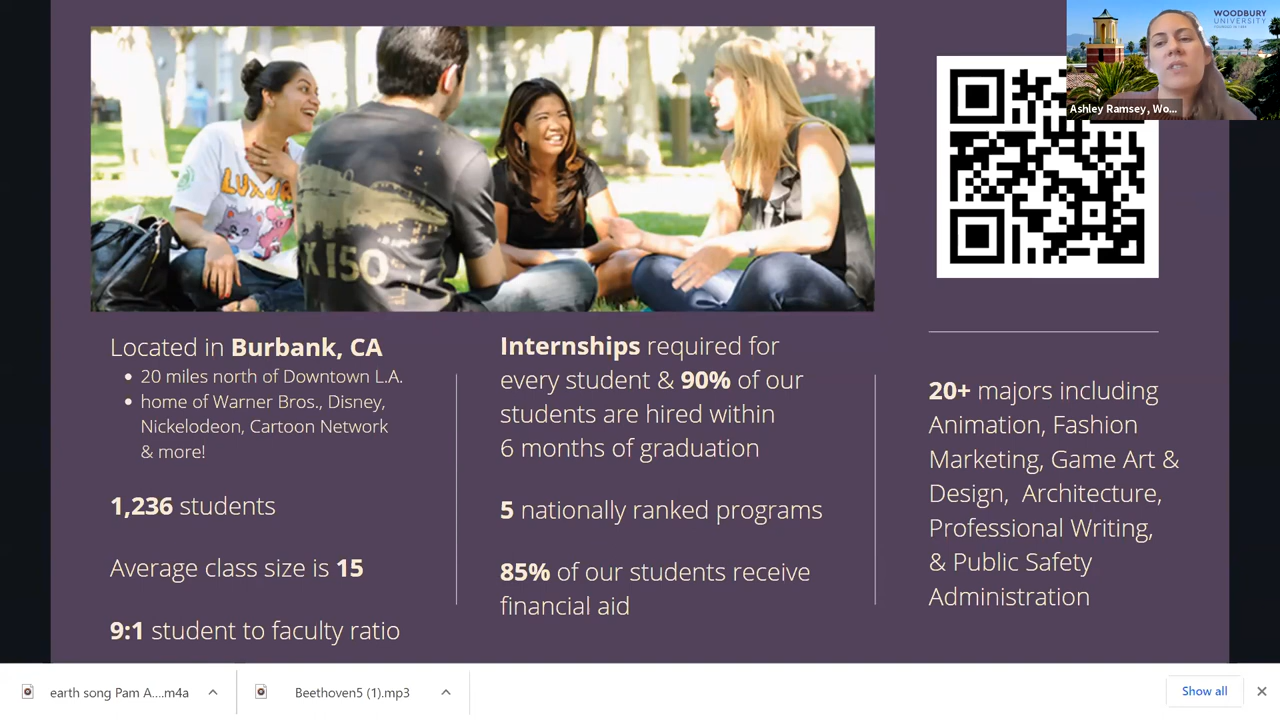 WOODBURY
UNIVERSITY
Ashley Ramsey, Wo...
X 150
Located in Burbank, CA
20 miles north of Downtown L.A.
home of Warner Bros., Disney,
Nickelodeon, Cartoon Network
& more!
1,236 students
Average class size is 15
9:1 student to faculty ratio
Internships required for
every student & 90% of our
students are hired within
6 months of graduation
5 nationally ranked programs
85% of our students receive
financial aid
20+ majors including
Animation, Fashion
Marketing, Game Art &
Design, Architecture,
Professional Writing,
& Public Safety
Administration
earth song Pam A....m4a
Beethoven5 (1).mp3
Show all